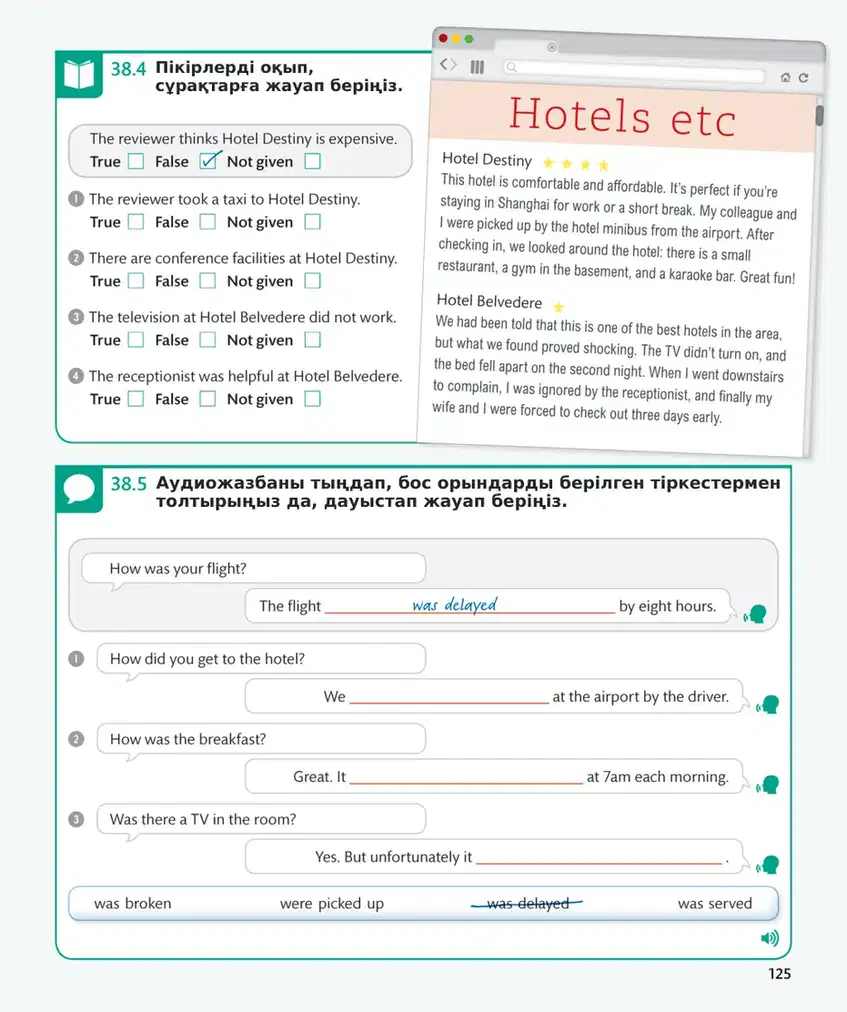 38.4 Пікірлерді оқып,
сұрақтарға жауап беріңіз.
The reviewer thinks Hotel Destiny is expensive.
True False Not given
1 The reviewer took a taxi to Hotel Destiny.
True False Not given
2 There are conference facilities at Hotel Destiny.
True False Not given
3 The television at Hotel Belvedere did not work.
True False Not given
4 The receptionist was helpful at Hotel Belvedere.
True False Not given
Hotels etc
Hotel Destiny
This hotel is comfortable and affordable. It's perfect if you're
staying in Shanghai for work or a short break. My colleague and
I were picked up by the hotel minibus from the airport. After
checking in, we looked around the hotel: there is a small
restaurant, a gym in the basement, and a karaoke bar. Great fun!
Hotel Belvedere
We had been told that this is one of the best hotels in the area,
but what we found proved shocking. The TV didn't turn on, and
the bed fell apart on the second night. When I went downstairs
to complain, I was ignored by the receptionist, and finally my
wife and I were forced to check out three days early.
38.5 Аудиожазбаны тыңдап, бос орындарды берілген тіркестермен
толтырыңыз да, дауыстап жауап беріңіз.
How was your flight?
The flight was delayed by eight hours.
1 How did you get to the hotel?
We ____ at the airport by the driver.
2 How was the breakfast?
Great. It ____ at 7am each morning.
3 Was there a TV in the room?
Yes. But unfortunately it ____ .
was broken were picked up was delayed was served
125